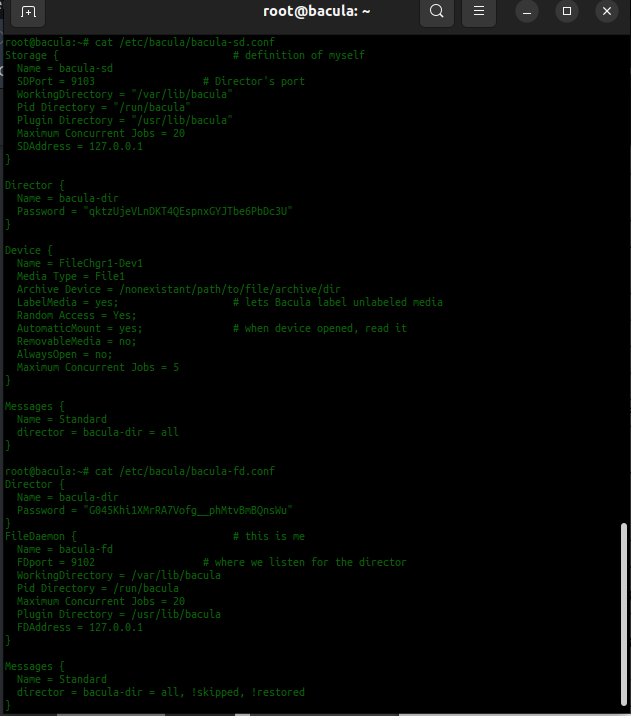 root@bacula: ~
root@bacula:~# cat /etc/bacula/bacula-sd.conf
Storage {                             # definition of myself
  Name = bacula-sd
  SDPort = 9103                  # Director's port
  WorkingDirectory = "/var/lib/bacula"
  Pid Directory = "/run/bacula"
  Plugin Directory = "/usr/lib/bacula"
  Maximum Concurrent Jobs = 20
  SDAddress = 127.0.0.1
}

Director {
  Name = bacula-dir
  Password = "qktzUjeVLnDKT4QEspnxGYJTbe6PbDc3U"
}

Device {
  Name = FileChgr1-Dev1
  Media Type = File1
  Archive Device = /nonexistant/path/to/file/archive/dir
  LabelMedia = yes;                   # lets Bacula label unlabeled media
  Random Access = Yes;
  AutomaticMount = yes;               # when device opened, read it
  RemovableMedia = no;
  AlwaysOpen = no;
  Maximum Concurrent Jobs = 5
}

Messages {
  Name = Standard
  director = bacula-dir = all
}

root@bacula:~# cat /etc/bacula/bacula-fd.conf
Director {
  Name = bacula-dir
  Password = "G045Khi1XMrRA7Vofg__phMtvBmBQnsWu"
}
FileDaemon {                          # this is me
  Name = bacula-fd
  FDport = 9102                  # where we listen for the director
  WorkingDirectory = /var/lib/bacula
  Pid Directory = /run/bacula
  Maximum Concurrent Jobs = 20
  Plugin Directory = /usr/lib/bacula
  FDAddress = 127.0.0.1
}

Messages {
  Name = Standard
  director = bacula-dir = all, !skipped, !restored
}